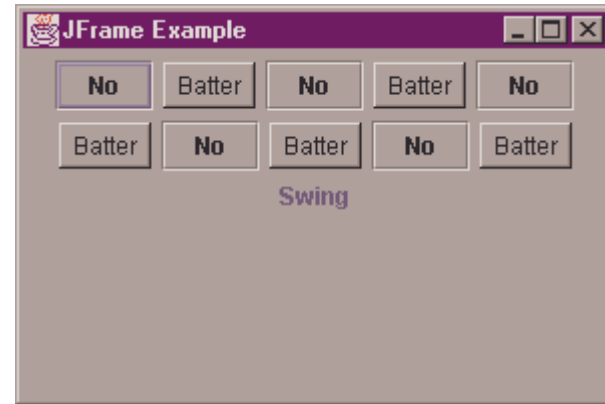 JFrame Example
No Batter No Batter No
Batter No Batter No Batter
Swing